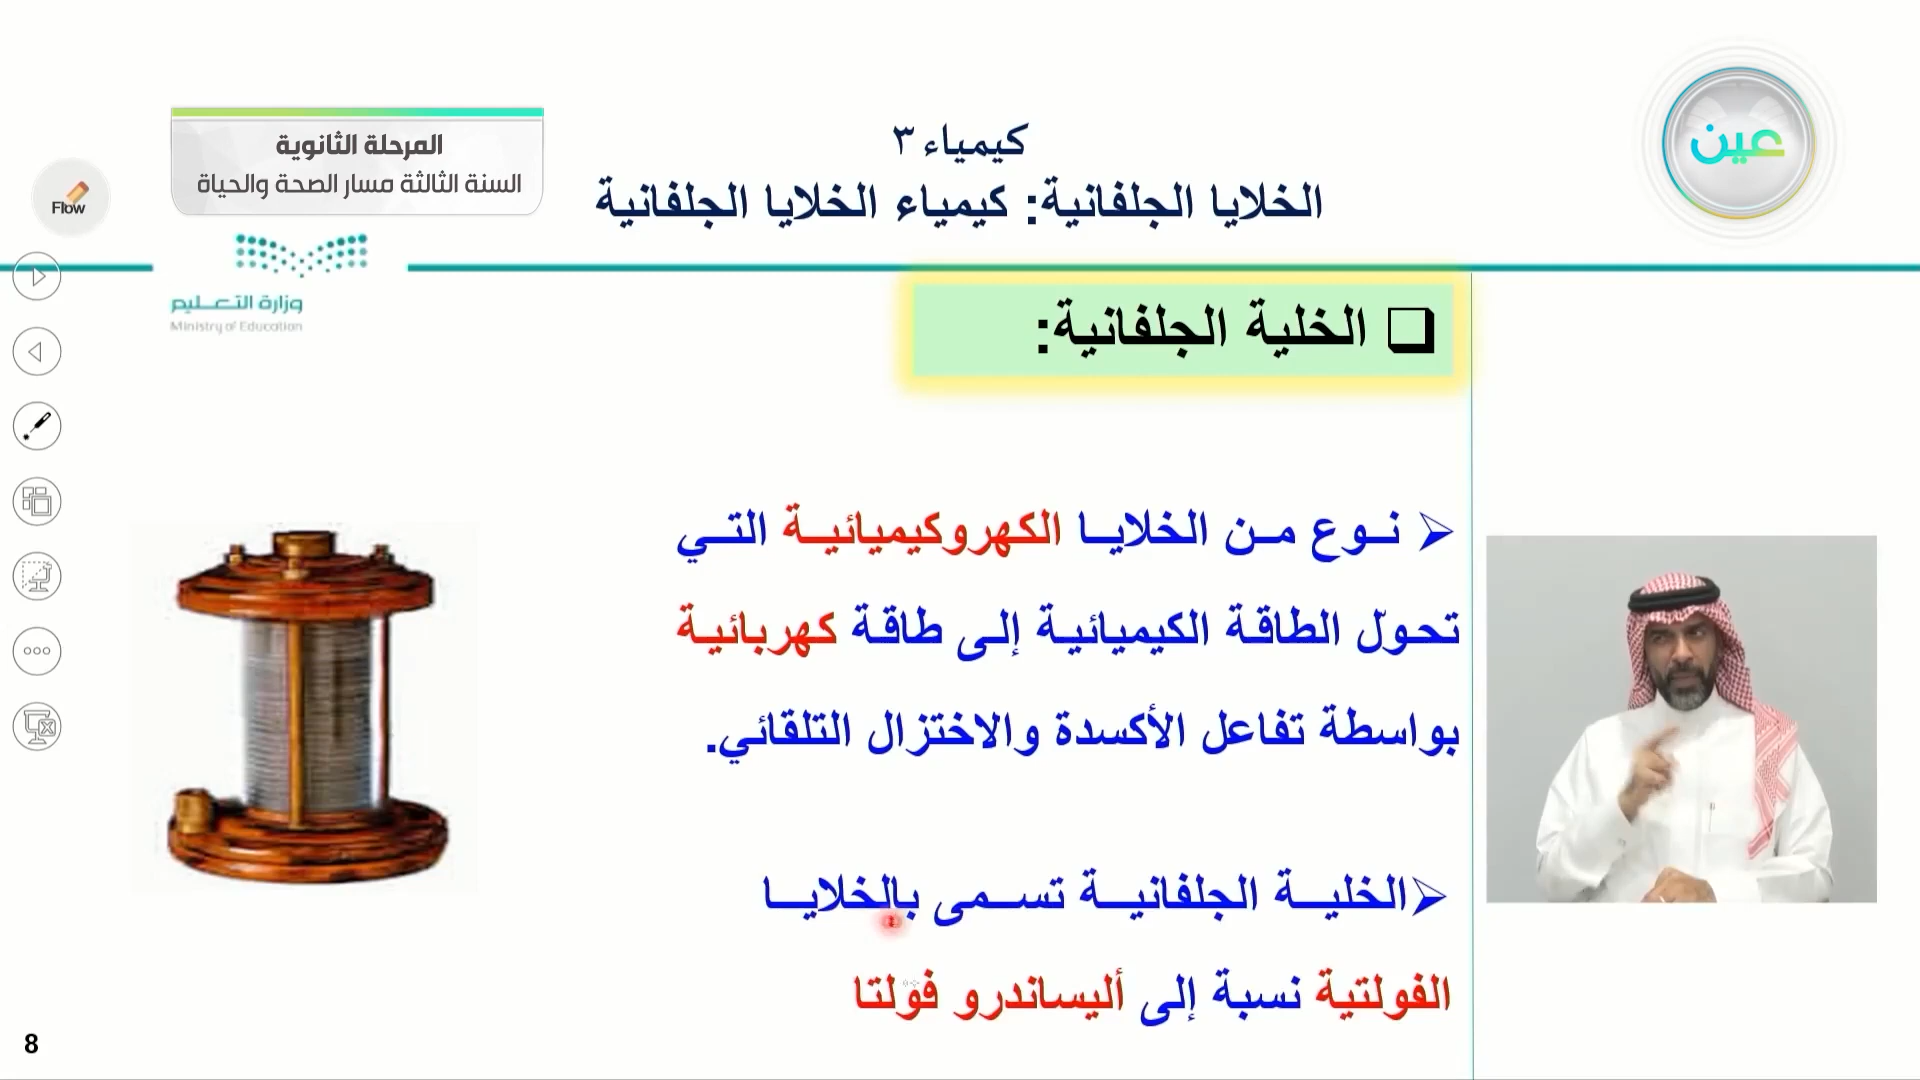 عين
كيمياء ٣
الخلايا الجلفانية: كيمياء الخلايا الجلفانية
المرحلة الثانوية
السنة الثالثة مسار الصحة والحياة
Flow
وزارة التعليم
Ministry of Education
الخلية الجلفانية:
نوع من الخلايا الكهروكيميائية التي
تحوّل الطاقة الكيميائية إلى طاقة كهربائية
بواسطة تفاعل الأكسدة والاختزال التلقائي.
الخلية الجلفانية تسمى بالخلايا
الفولتية نسبة إلى أليساندرو فولتا
8